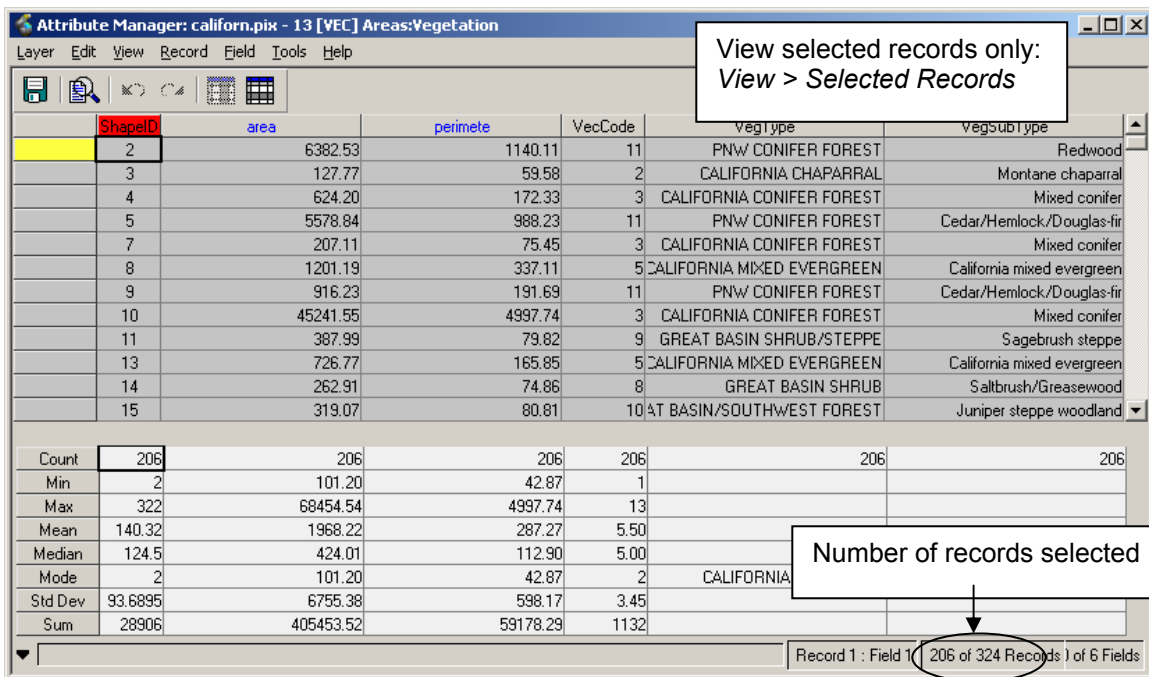 Attribute Manager: californ.pix - 13 [VEC] Areas:Vegetation
Layer Edit View Record Field Tools Help
View selected records only:
View > Selected Records
ShapeID area perimete VecCode VegType VegSubType
2 6382.53 1140.11 11 PNW CONIFER FOREST Redwood
3 127.77 59.58 2 CALIFORNIA CHAPARRAL Montane chaparral
4 624.20 172.33 3 CALIFORNIA CONIFER FOREST Mixed conifer
5 5578.84 988.23 11 PNW CONIFER FOREST Cedar/Hemlock/Douglas-fir
7 207.11 75.45 3 CALIFORNIA CONIFER FOREST Mixed conifer
8 1201.19 337.11 5 CALIFORNIA MIXED EVERGREEN California mixed evergreen
9 916.23 191.69 11 PNW CONIFER FOREST Cedar/Hemlock/Douglas-fir
10 45241.55 4997.74 3 CALIFORNIA CONIFER FOREST Mixed conifer
11 387.99 79.82 9 GREAT BASIN SHRUB/STEPPE Sagebrush steppe
13 726.77 165.85 5 CALIFORNIA MIXED EVERGREEN California mixed evergreen
14 262.91 74.86 8 GREAT BASIN SHRUB Saltbrush/Greasewood
15 319.07 80.81 10 AT BASIN/SOUTHWEST FOREST Juniper steppe woodland
Count 206 206 206 206 206 206
Min 2 101.20 42.87 1
Max 322 68454.54 4997.74 13
Mean 140.32 1968.22 287.27 5.50
Median 124.5 424.01 112.90 5.00
Mode 2 101.20 42.87 2 CALIFORNIA
Std Dev 93.6895 6755.38 598.17 3.45
Sum 28906 405453.52 59178.29 1132
Number of records selected
Record 1 : Field 1 206 of 324 Records of 6 Fields